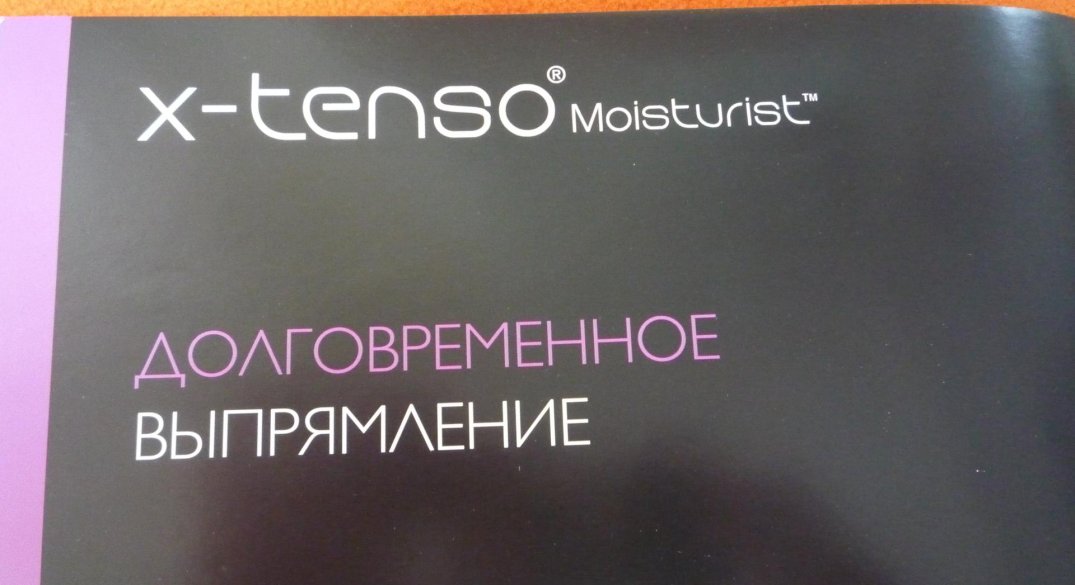 x-tenso® Moisturist™
ДОЛГОВРЕМЕННОЕ
ВЫПРЯМЛЕНИЕ